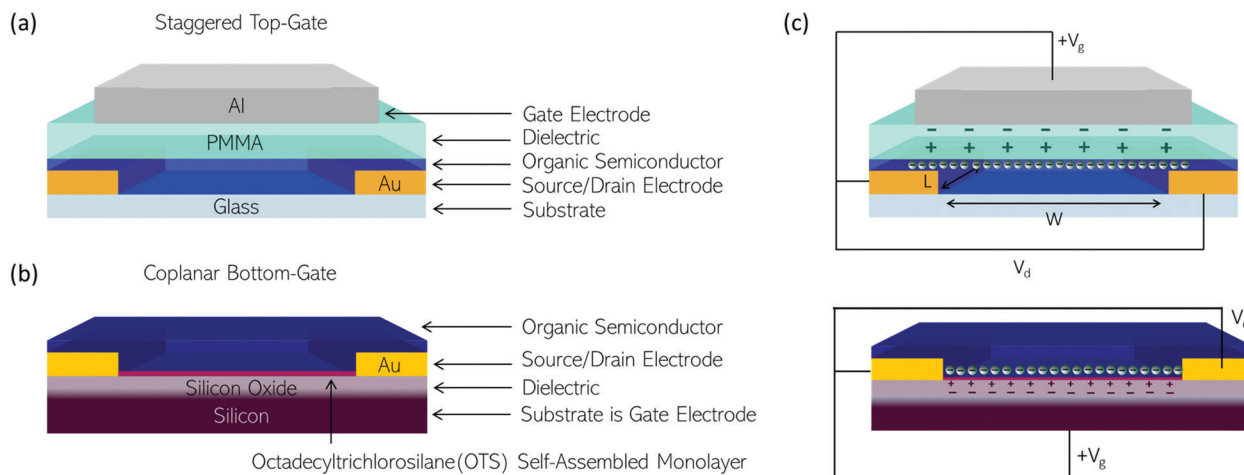 (a)
Staggered Top-Gate
Al
PMMA
Au
Glass
Gate Electrode
Dielectric
Organic Semiconductor
Source/Drain Electrode
Substrate
(b)
Coplanar Bottom-Gate
Au
Silicon Oxide
Silicon
Organic Semiconductor
Source/Drain Electrode
Dielectric
Substrate is Gate Electrode
Octadecyltrichlorosilane(OTS) Self-Assembled Monolayer
(c)
+Vg
- - - - - - -
+ + + + + + +
L
W
Vd
V
+ + + + + + + + + + + +
- - - - - - - - - - - -
+Vg